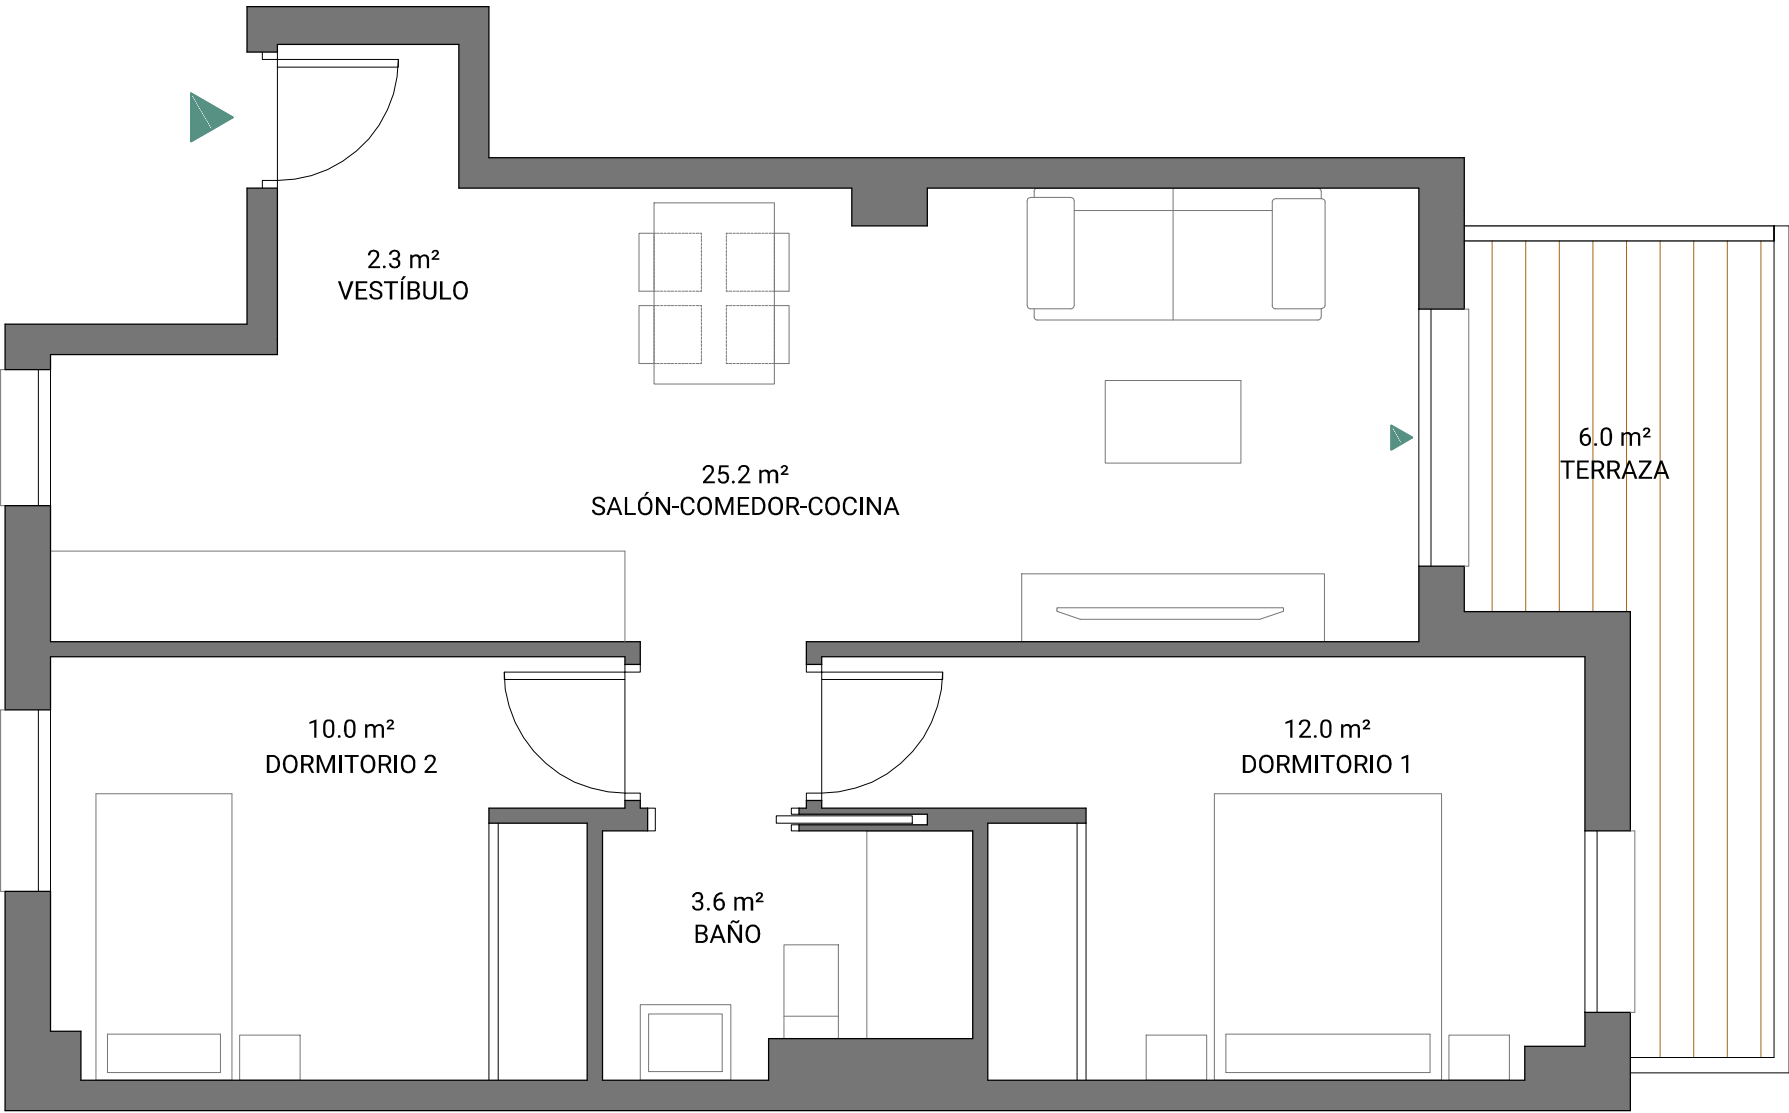 2.3 m²
VESTÍBULO
25.2 m²
SALÓN-COMEDOR-COCINA
6.0 m²
TERRAZA
10.0 m²
DORMITORIO 2
12.0 m²
DORMITORIO 1
3.6 m²
BAÑO